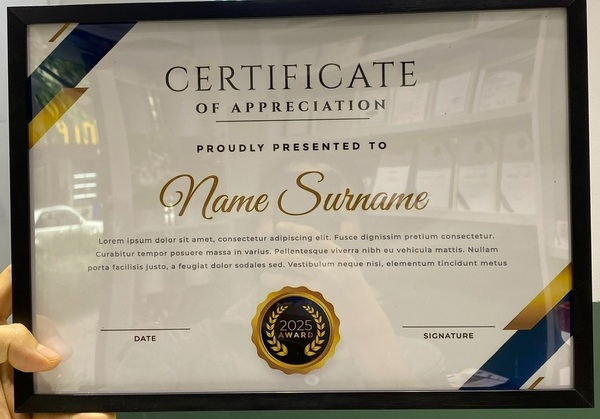 CERTIFICATE
OF APPRECIATION
PROUDLY PRESENTED TO
Name Surname
Lorem ipsum dolor sit amet, consectetur adipiscing elit. Fusce dignissim pretium consectetur.
Curabitur tempor posuere massa in varius. Pellentesque viverra nibh eu vehicula mattis. Nullam
porta facilisis justo, a feugiat dolor sodales sed. Vestibulum neque nisi, elementum tincidunt metus
2025
AWARD
DATE
SIGNATURE